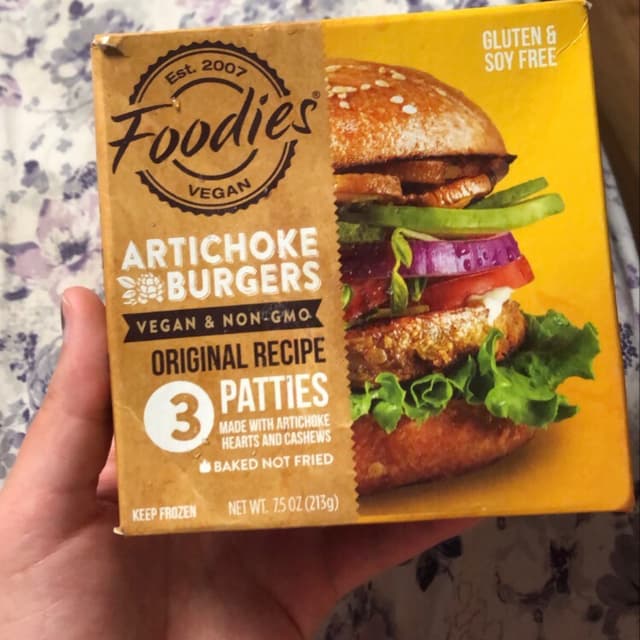 Est. 2007
Foodies®
VEGAN
GLUTEN &
SOY FREE
ARTICHOKE
BURGERS
VEGAN & NON-GMO
ORIGINAL RECIPE
3 PATTIES
MADE WITH ARTICHOKE
HEARTS AND CASHEWS
BAKED NOT FRIED
KEEP FROZEN
NET WT. 7.5 OZ (213g)